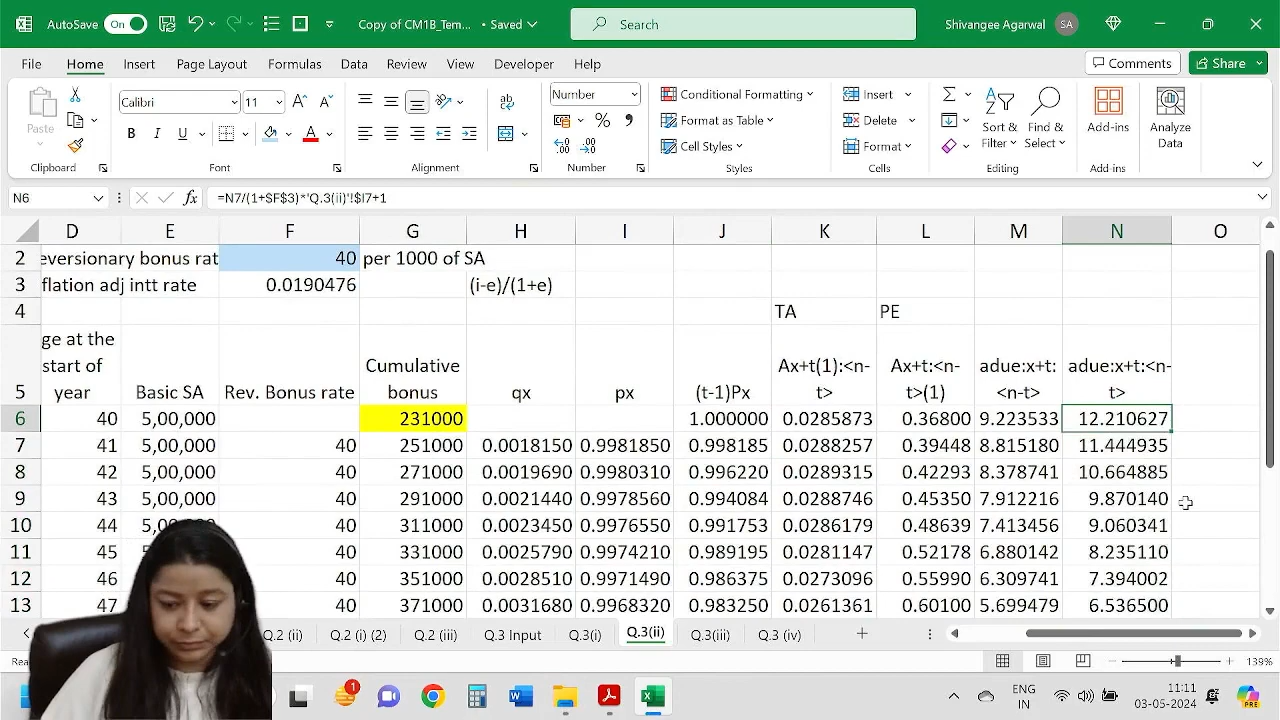 AutoSave On Copy of CM1B_Tem... • Saved Search Shivangee Agarwal SA
File Home Insert Page Layout Formulas Data Review View Developer Help Comments Share
Paste Calibri 11 Number Conditional Formatting Insert
B I U A % Format as Table Delete Sort & Find & Add-ins Analyze
Cell Styles Format Filter Select Data
Clipboard Font Alignment Number Styles Cells Editing Add-ins
N6 fx =N7/(1+$F$3)*'Q.3(ii)'!$I7+1
D E F G H I J K L M N O
2 eversionary bonus rat 40 per 1000 of SA
3 flation adj intt rate 0.0190476 (i-e)/(1+e)
4 TA PE
ge at the
start of Cumulative Ax+t(1):<n- Ax+t:<n- adue:x+t: adue:x+t:<n-
5 year Basic SA Rev. Bonus rate bonus qx px (t-1)Px t> t>(1) <n-t> t>
6 40 5,00,000 231000 1.000000 0.0285873 0.36800 9.223533 12.210627
7 41 5,00,000 40 251000 0.0018150 0.9981850 0.998185 0.0288257 0.39448 8.815180 11.444935
8 42 5,00,000 40 271000 0.0019690 0.9980310 0.996220 0.0289315 0.42293 8.378741 10.664885
9 43 5,00,000 40 291000 0.0021440 0.9978560 0.994084 0.0288746 0.45350 7.912216 9.870140
10 44 5,00,000 40 311000 0.0023450 0.9976550 0.991753 0.0286179 0.48639 7.413456 9.060341
11 45 40 331000 0.0025790 0.9974210 0.989195 0.0281147 0.52178 6.880142 8.235110
12 46 40 351000 0.0028510 0.9971490 0.986375 0.0273096 0.55990 6.309741 7.394002
13 47 40 371000 0.0031680 0.9968320 0.983250 0.0261361 0.60100 5.699479 6.536500
Q.2 (ii) Q.2 (i) (2) Q.2 (iii) Q.3 Input Q.3(i) Q.3(ii) Q.3(iii) Q.3 (iv)
Rea 139%
1 ENG 11:11
IN 03-05-2024 PRE